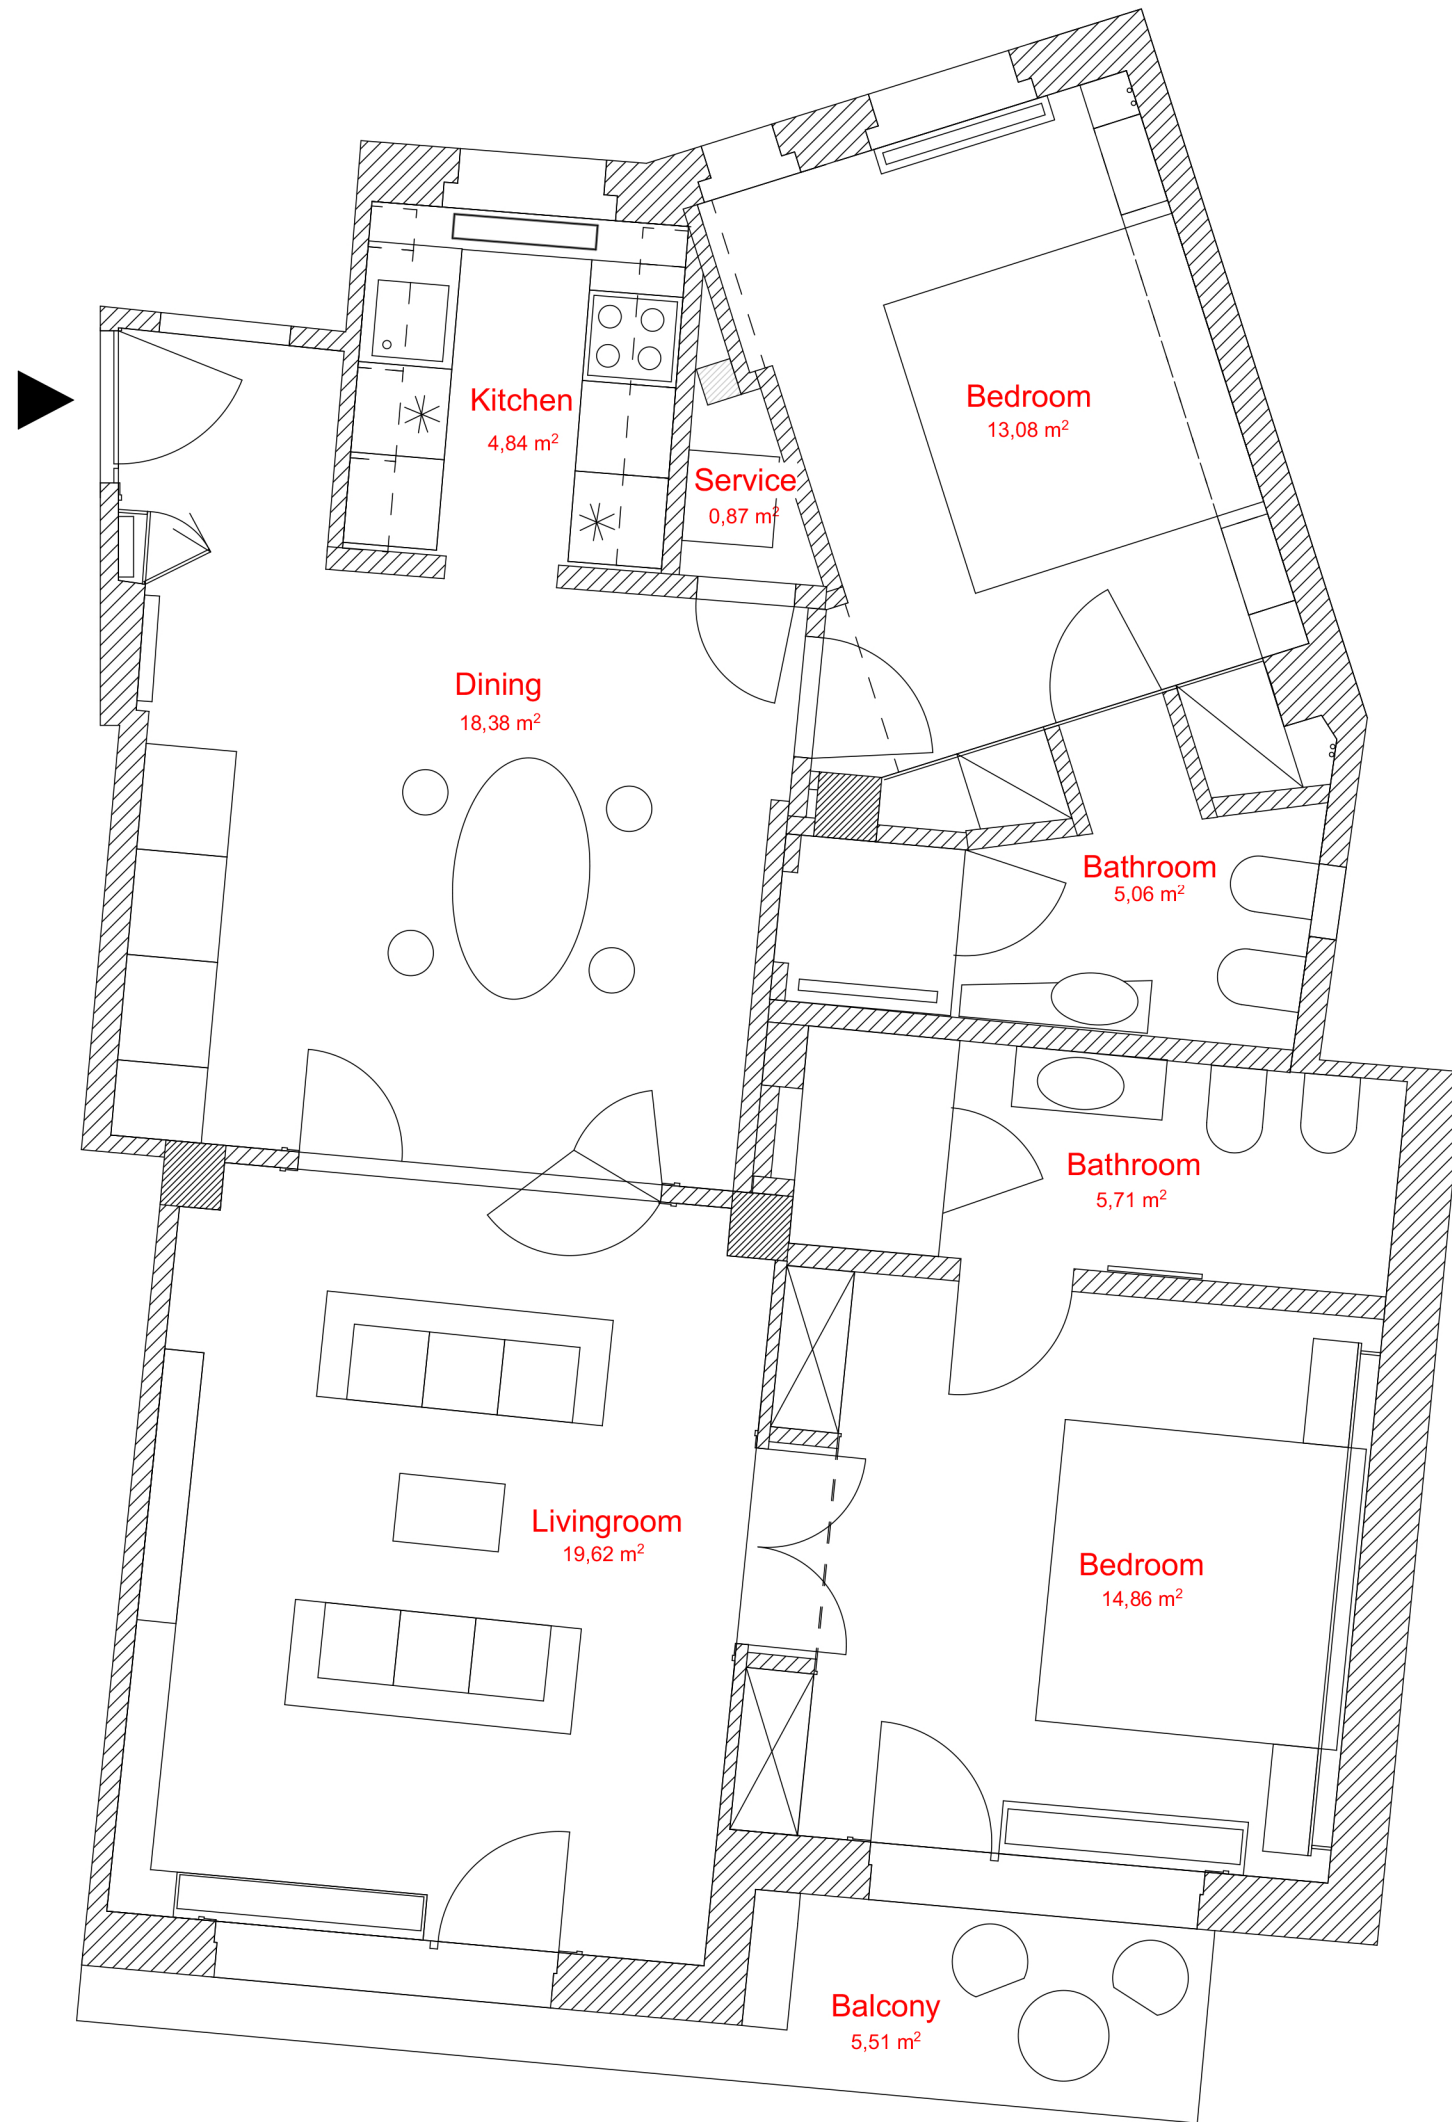 Kitchen
4,84 m²
Bedroom
13,08 m²
Service
0,87 m²
Dining
18,38 m²
Bathroom
5,06 m²
Bathroom
5,71 m²
Livingroom
19,62 m²
Bedroom
14,86 m²
Balcony
5,51 m²